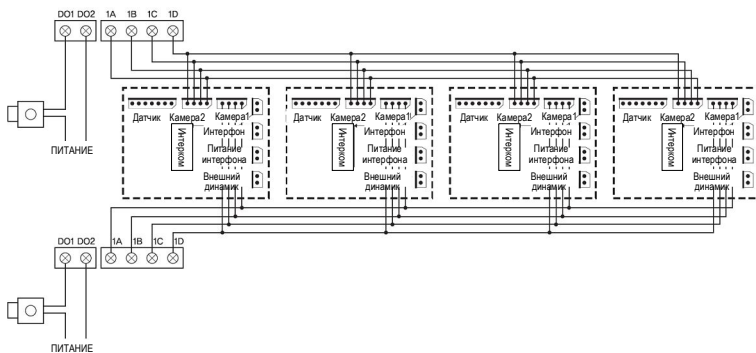 DO1 DO2 1A 1B 1C 1D
Датчик Камера2 Камера1 Датчик Камера2 Камера1 Датчик Камера2 Камера1 Датчик Камера2 Камера1
Интерком Интерфон Интерком Интерфон Интерком Интерфон Интерком Интерфон
ПИТАНИЕ Питание Питание Питание Питание
интерфона интерфона интерфона интерфона
Внешний Внешний Внешний Внешний
динамик динамик динамик динамик
DO1 DO2 1A 1B 1C 1D
ПИТАНИЕ